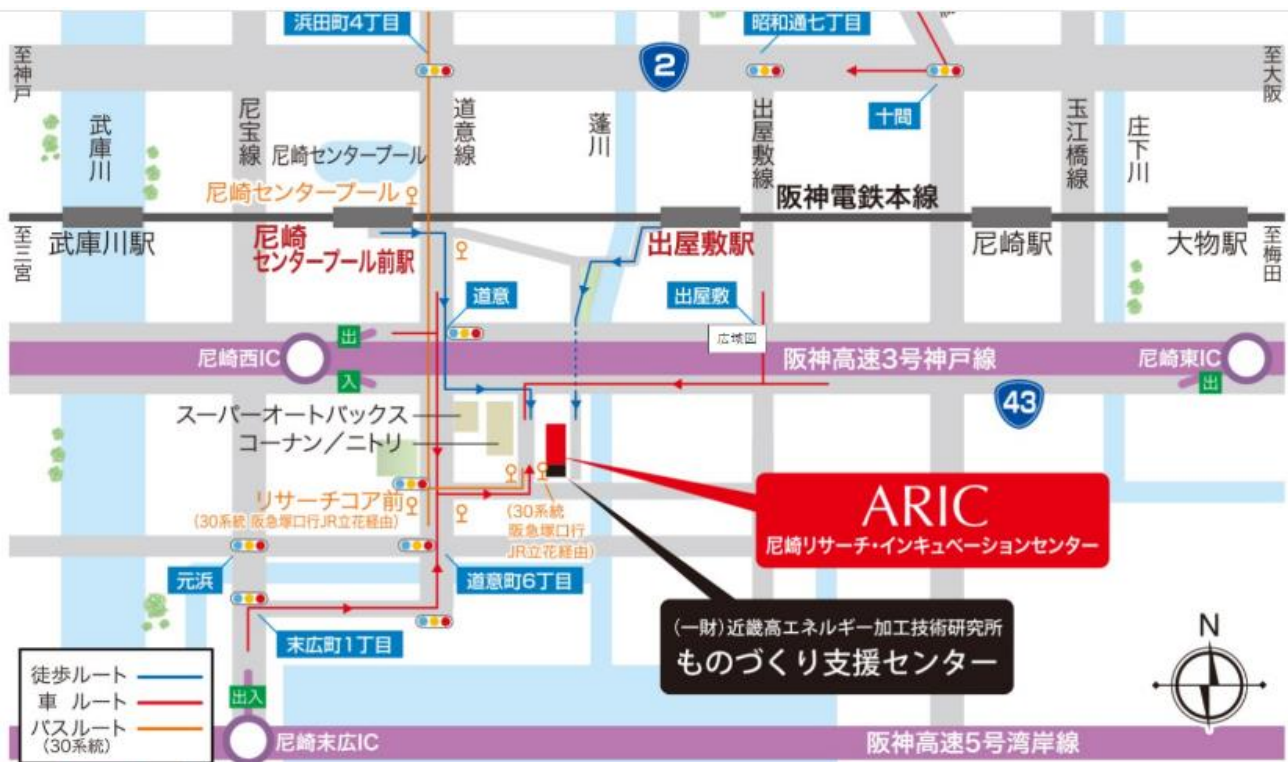 浜田町4丁目
昭和通七丁目
2
至神戸
至大阪
十間
武庫川
尼宝線
道意線
蓬川
出屋敷線
玉江橋線
庄下川
尼崎センタープール
尼崎センタープール
阪神電鉄本線
至三宮
武庫川駅
尼崎
センタープール前駅
出屋敷駅
尼崎駅
大物駅
至梅田
道意
出屋敷
広域図
出
尼崎西IC
阪神高速3号神戸線
尼崎東IC
入
出
43
スーパーオートバックス
コーナン/ニトリ
リサーチコア前
(30系統 阪急塚口行JR立花経由)
(30系統
阪急塚口行
JR立花経由)
ARIC
尼崎リサーチ・インキュベーションセンター
元浜
道意町6丁目
末広町1丁目
(一財)近畿高エネルギー加工技術研究所
ものづくり支援センター
N
徒歩ルート
車 ルート
バスルート
(30系統)
出入
尼崎末広IC
阪神高速5号湾岸線